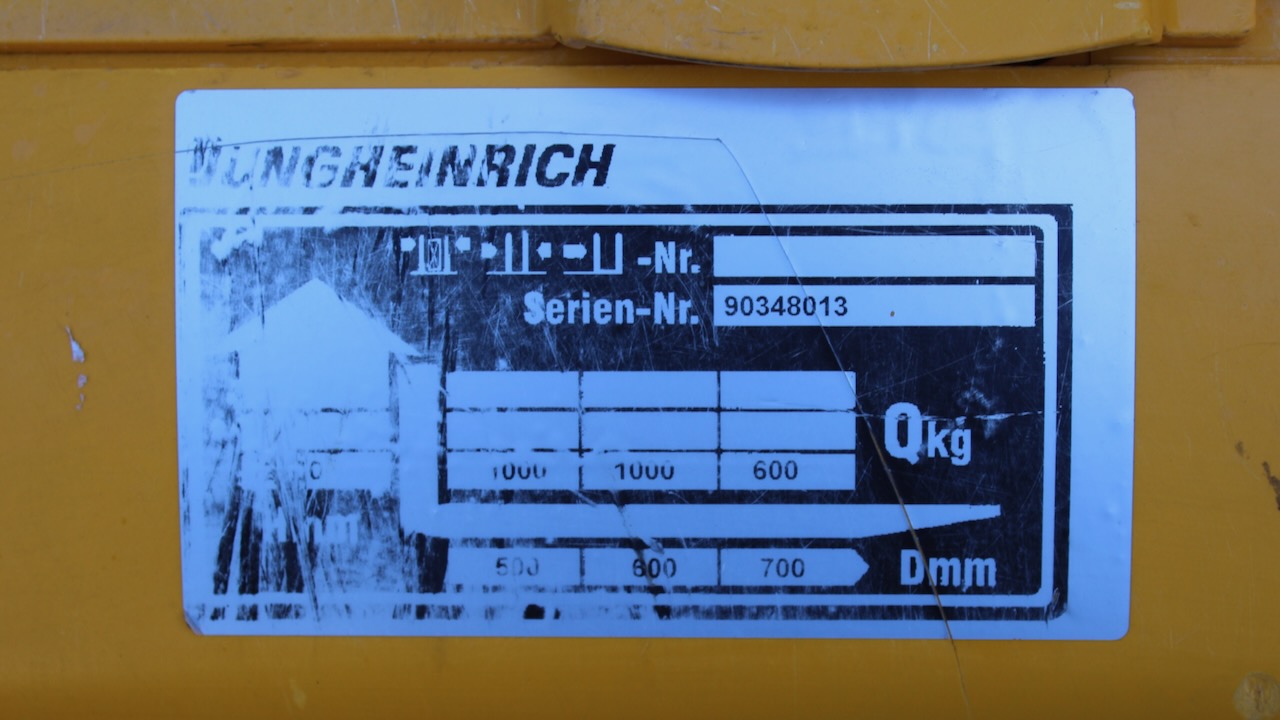 JUNGHEINRICH
-Nr.
Serien-Nr. 90348013
Qkg
1000 1000 600
500 600 700 Dmm